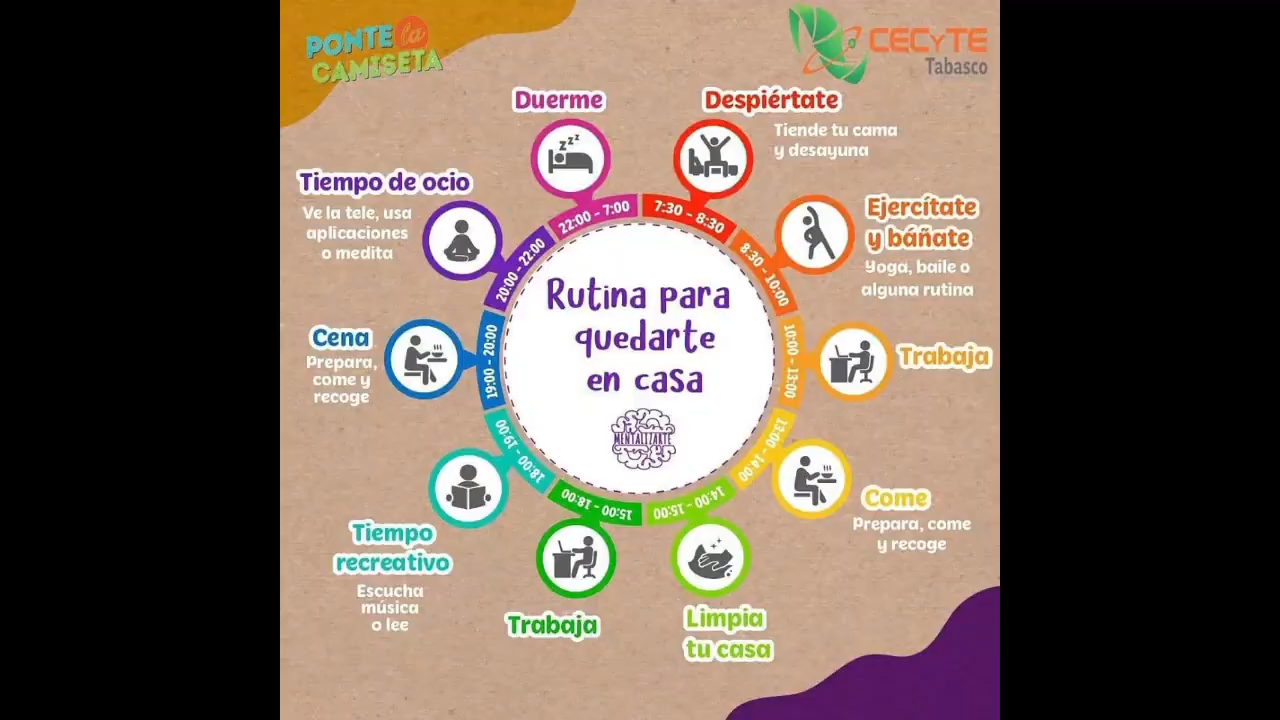 PONTE la
CAMISETA
CECyTE
Tabasco
Rutina para
quedarte
en casa
MENTALIZARTE
Despiértate
Tiende tu cama
y desayuna
7:30 - 8:30
Ejercítate
y báñate
Yoga, baile o
alguna rutina
8:30 - 10:00
Trabaja
10:00 - 13:00
Come
Prepara, come
y recoge
13:00 - 14:00
Limpia
tu casa
14:00 - 15:00
Trabaja
15:00 - 18:00
Tiempo
recreativo
Escucha
música
o lee
18:00 - 19:00
Cena
Prepara,
come y
recoge
19:00 - 20:00
Tiempo de ocio
Ve la tele, usa
aplicaciones
o medita
20:00 - 22:00
Duerme
zzz
22:00 - 7:00